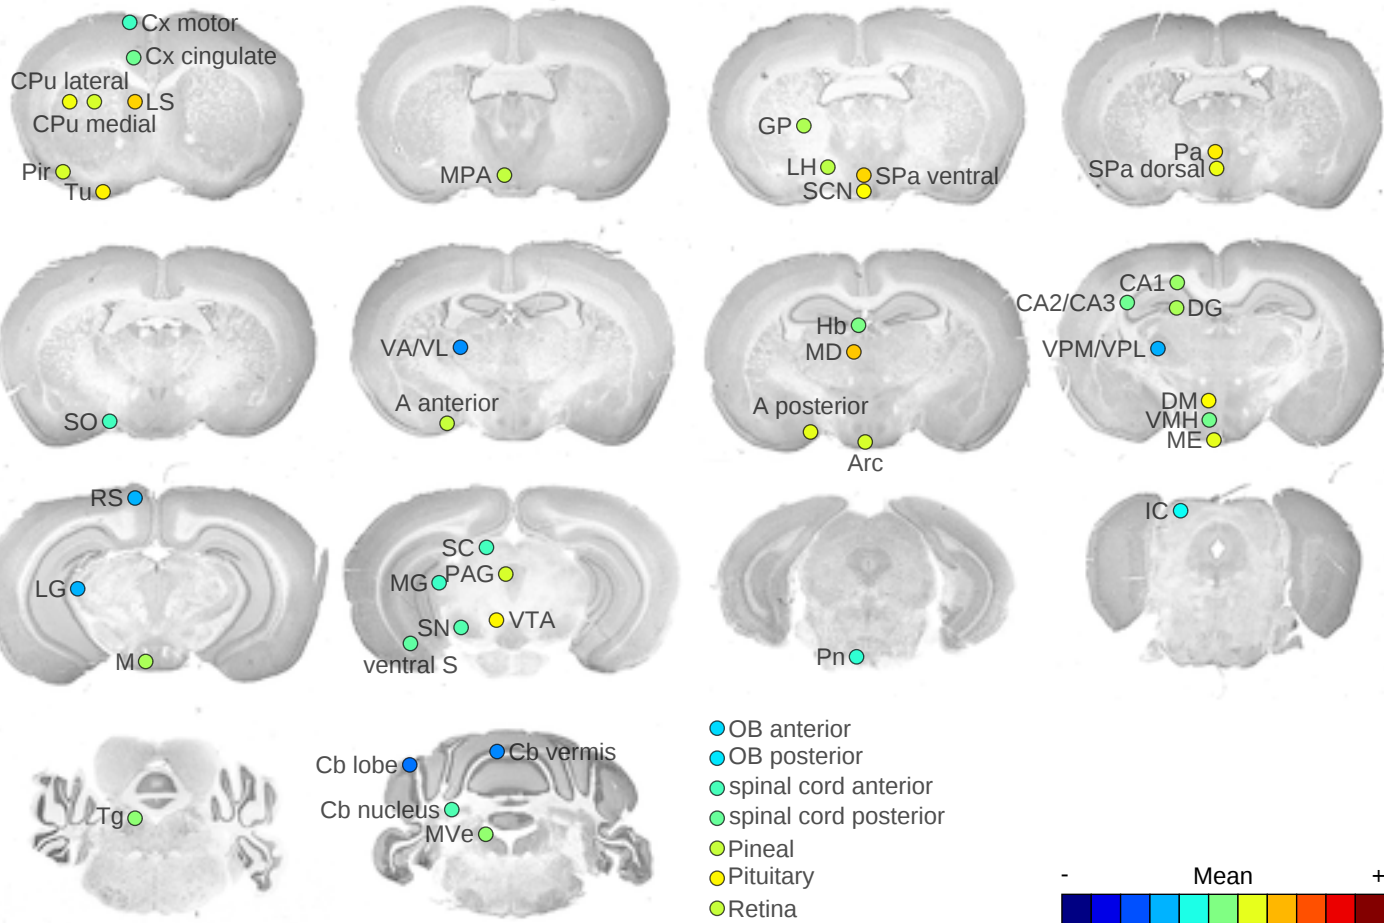 Cx motor
Cx cingulate
CPu lateral
LS
CPu medial
Pir
Tu
MPA
GP
LH
SPa ventral
SCN
Pa
SPa dorsal
SO
VA/VL
A anterior
Hb
MD
A posterior
Arc
CA1
CA2/CA3
DG
VPM/VPL
DM
VMH
ME
RS
LG
M
SC
MG
PAG
SN
VTA
ventral S
Pn
IC
Tg
Cb lobe
Cb vermis
Cb nucleus
MVe
OB anterior
OB posterior
spinal cord anterior
spinal cord posterior
Pineal
Pituitary
Retina
- Mean +